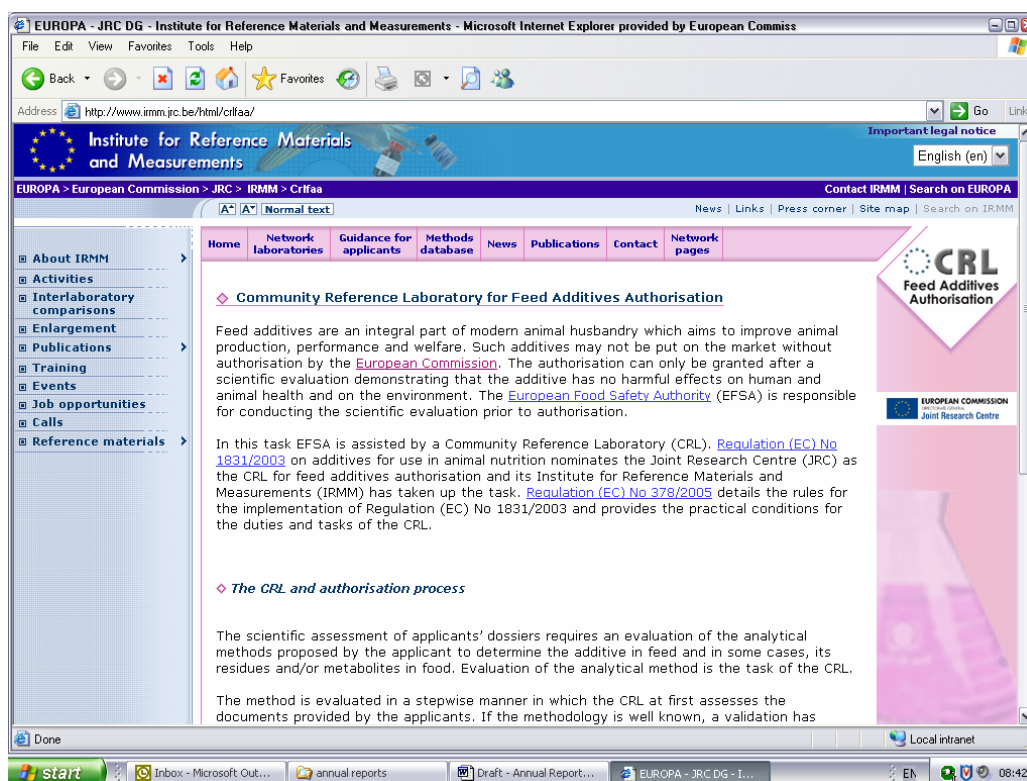 EUROPA - JRC DG - Institute for Reference Materials and Measurements - Microsoft Internet Explorer provided by European Commiss
File Edit View Favorites Tools Help
Back Favorites
Address http://www.irmm.jrc.be/html/crlfaa/ Go Link
Institute for Reference Materials
and Measurements
Important legal notice
English (en)
EUROPA > European Commission > JRC > IRMM > Crlfaa Contact IRMM | Search on EUROPA
A A Normal text News | Links | Press corner | Site map | Search on IRMM
About IRMM
Activities
Interlaboratory
comparisons
Enlargement
Publications
Training
Events
Job opportunities
Calls
Reference materials
Home Network laboratories Guidance for applicants Methods database News Publications Contact Network pages
Community Reference Laboratory for Feed Additives Authorisation
Feed additives are an integral part of modern animal husbandry which aims to improve animal
production, performance and welfare. Such additives may not be put on the market without
authorisation by the European Commission. The authorisation can only be granted after a
scientific evaluation demonstrating that the additive has no harmful effects on human and
animal health and on the environment. The European Food Safety Authority (EFSA) is responsible
for conducting the scientific evaluation prior to authorisation.
In this task EFSA is assisted by a Community Reference Laboratory (CRL). Regulation (EC) No
1831/2003 on additives for use in animal nutrition nominates the Joint Research Centre (JRC) as
the CRL for feed additives authorisation and its Institute for Reference Materials and
Measurements (IRMM) has taken up the task. Regulation (EC) No 378/2005 details the rules for
the implementation of Regulation (EC) No 1831/2003 and provides the practical conditions for
the duties and tasks of the CRL.
The CRL and authorisation process
The scientific assessment of applicants' dossiers requires an evaluation of the analytical
methods proposed by the applicant to determine the additive in feed and in some cases, its
residues and/or metabolites in food. Evaluation of the analytical method is the task of the CRL.
The method is evaluated in a stepwise manner in which the CRL at first assesses the
documents provided by the applicants. If the methodology is well known, a validation has
CRL
Feed Additives
Authorisation
EUROPEAN COMMISSION
DIRECTORATE-GENERAL
Joint Research Centre
Done Local intranet
start Inbox - Microsoft Out... annual reports Draft - Annual Report... EUROPA - JRC DG - I... EN 08:42